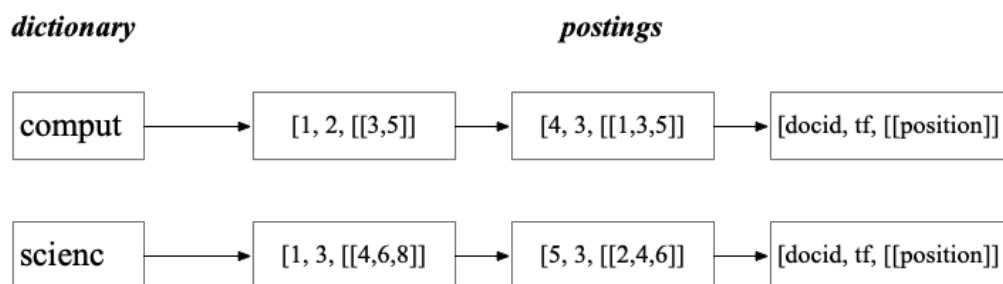 dictionary postings
comput [1, 2, [[3,5]] [4, 3, [[1,3,5]] [docid, tf, [[position]]
scienc [1, 3, [[4,6,8]] [5, 3, [[2,4,6]] [docid, tf, [[position]]